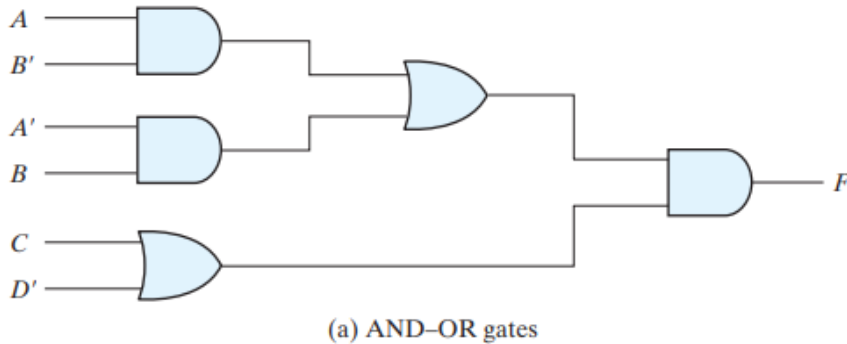 A
B′
A′
B
F
C
D′
(a) AND–OR gates